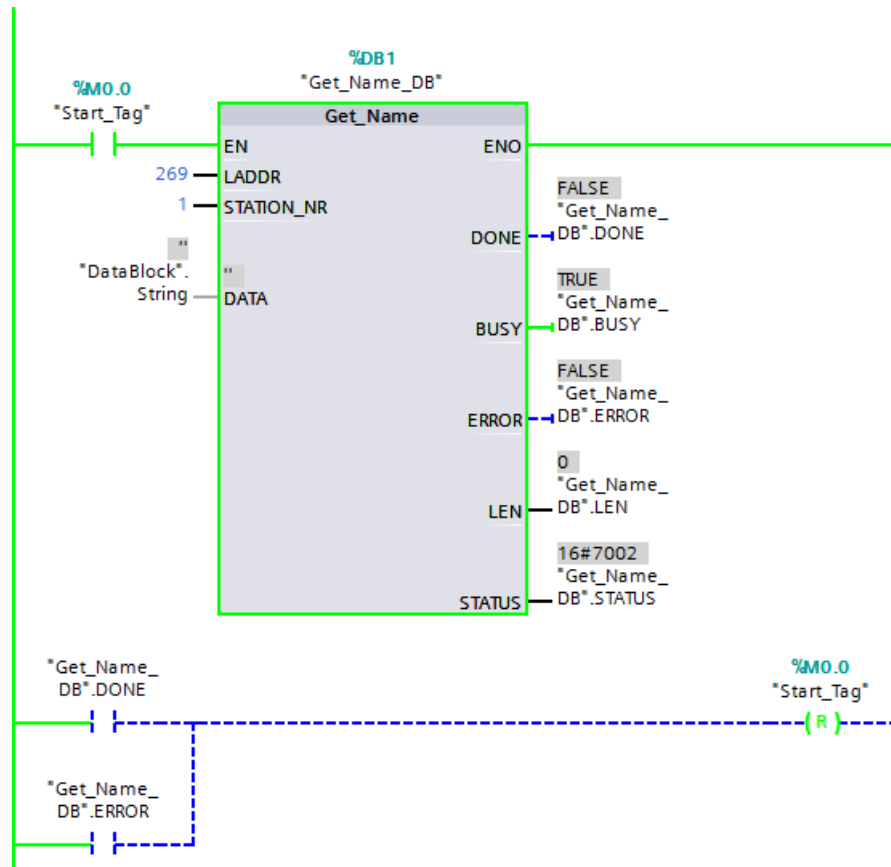 %DB1
"Get_Name_DB"
%M0.0
"Start_Tag"
Get_Name
EN
ENO
269
LADDR
1
STATION_NR
''
"DataBlock".
String
''
DATA
DONE
FALSE
"Get_Name_
DB".DONE
BUSY
TRUE
"Get_Name_
DB".BUSY
ERROR
FALSE
"Get_Name_
DB".ERROR
LEN
0
"Get_Name_
DB".LEN
STATUS
16#7002
"Get_Name_
DB".STATUS
"Get_Name_
DB".DONE
%M0.0
"Start_Tag"
R
"Get_Name_
DB".ERROR